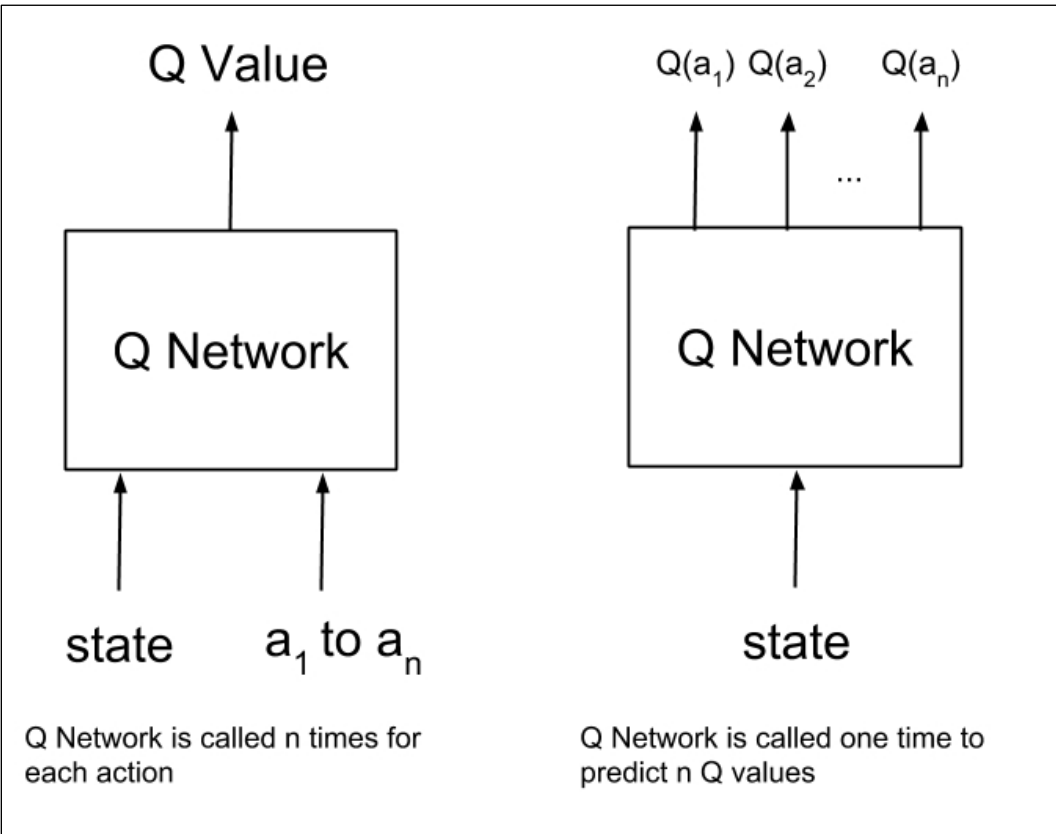 Q Value
Q Network
state
a₁ to aₙ
Q Network is called n times for
each action
Q(a₁) Q(a₂) Q(aₙ)
...
Q Network
state
Q Network is called one time to
predict n Q values